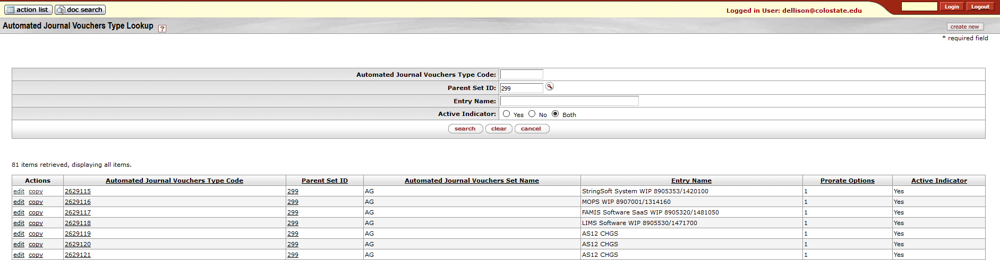 action list doc search Logged in User: dellison@colostate.edu Login Logout
Automated Journal Vouchers Type Lookup ? create new
* required field
Automated Journal Vouchers Type Code:
Parent Set ID: 299
Entry Name:
Active Indicator: Yes No Both
search clear cancel
81 items retrieved, displaying all items.
Actions Automated Journal Vouchers Type Code Parent Set ID Automated Journal Vouchers Set Name Entry Name Prorate Options Active Indicator
edit copy 2629115 299 AG StringSoft System WIP 8905353/1420100 1 Yes
edit copy 2629116 299 AG MOPS WIP 8907001/1314160 1 Yes
edit copy 2629117 299 AG FAMIS Software SaaS WIP 8905320/1481050 1 Yes
edit copy 2629118 299 AG LIMS Software WIP 8905530/1471700 1 Yes
edit copy 2629119 299 AG AS12 CHGS 1 Yes
edit copy 2629120 299 AG AS12 CHGS 1 Yes
edit copy 2629121 299 AG AS12 CHGS 1 Yes